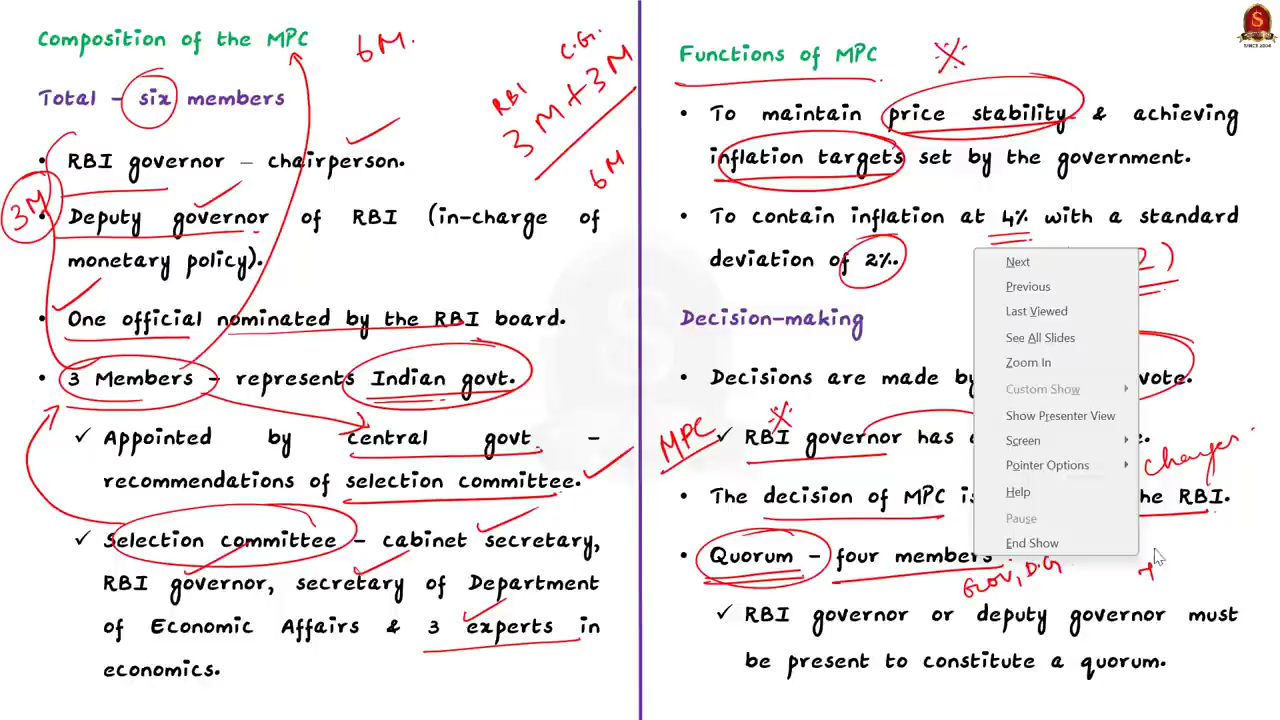 Composition of the MPC
6 M.
Total - six members
RBI
C.G.
3 M + 3 M
6 M
• RBI governor – chairperson.
3M
• Deputy governor of RBI (in-charge of
monetary policy).
• One official nominated by the RBI board.
• 3 Members - represents Indian govt.
✓ Appointed by central govt. -
recommendations of selection committee.
✓ Selection committee - cabinet secretary,
RBI governor, secretary of Department
of Economic Affairs & 3 experts in
economics.
S
SINCE 2004
Functions of MPC
• To maintain price stability & achieving
inflation targets set by the government.
• To contain inflation at 4% with a standard
deviation of 2%.
2)
Decision-making
• Decisions are made by
vote.
MPC
✓ RBI governor has
• The decision of MPC is
the RBI.
• Quorum - four members
Gov, D.G
✓ RBI governor or deputy governor must
be present to constitute a quorum.
Next
Previous
Last Viewed
See All Slides
Zoom In
Custom Show
Show Presenter View
Screen
Pointer Options
Help
Pause
End Show